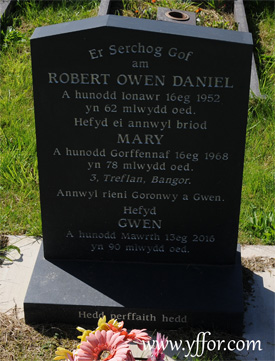 Er Serchog Gof
am
ROBERT OWEN DANIEL
A hunodd Ionawr 16eg 1952
yn 62 mlwydd oed.
Hefyd ei annwyl briod
MARY
A hunodd Gorffennaf 16eg 1968
yn 78 mlwydd oed.
3, Treflan, Bangor.
Annwyl rieni Goronwy a Gwen.
Hefyd
GWEN
A hunodd Mawrth 13eg 2016
yn 90 mlwydd oed.
Hedd perffaith hedd
www.yffor.com